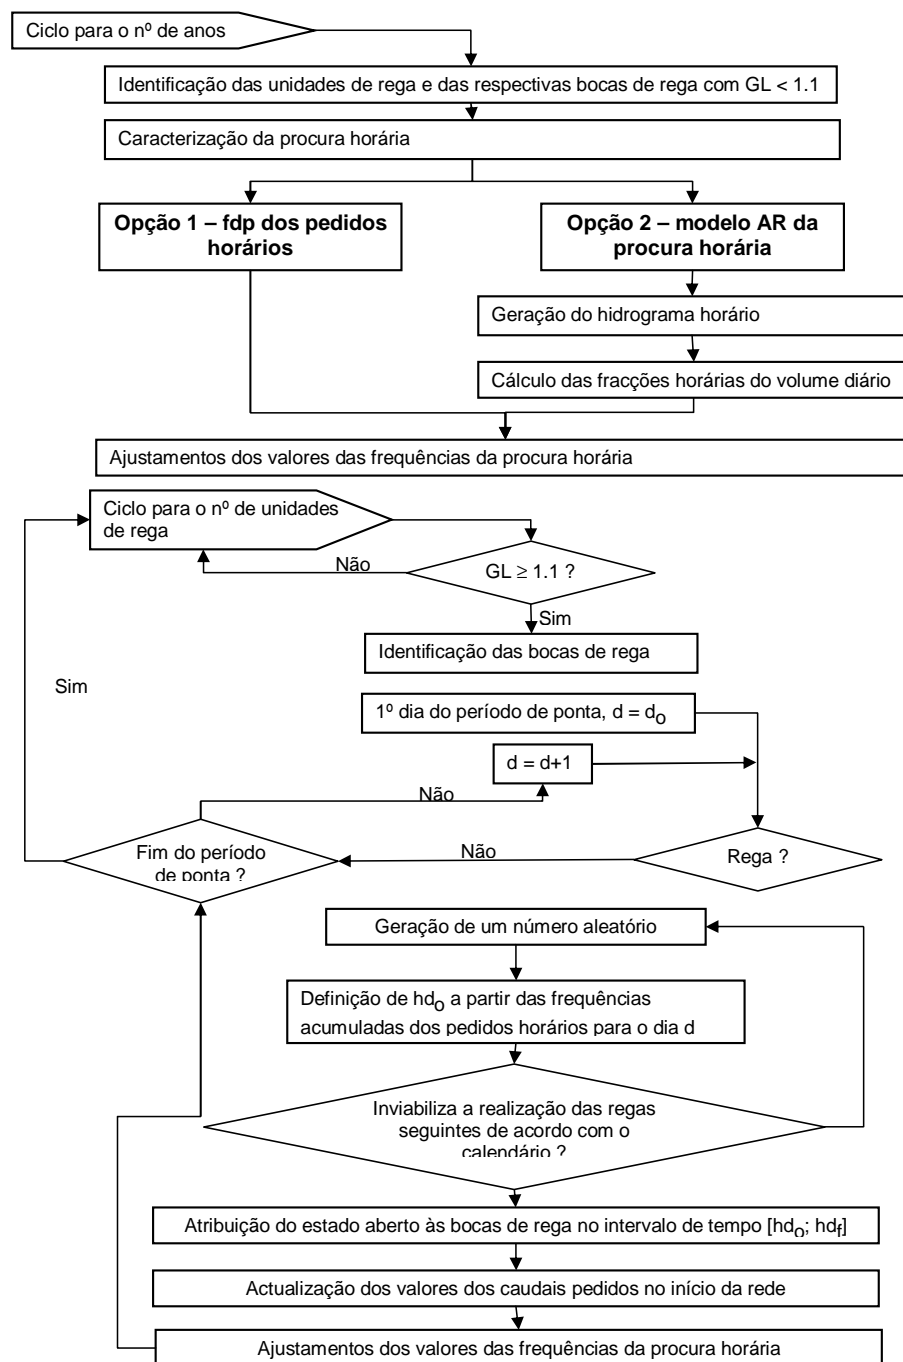 Ciclo para o nº de anos
Identificação das unidades de rega e das respectivas bocas de rega com GL < 1.1
Caracterização da procura horária
Opção 1 – fdp dos pedidos
horários
Opção 2 – modelo AR da
procura horária
Geração do hidrograma horário
Cálculo das fracções horárias do volume diário
Ajustamentos dos valores das frequências da procura horária
Ciclo para o nº de unidades
de rega
Não
GL ≥ 1.1 ?
Sim
Identificação das bocas de rega
Sim
1º dia do período de ponta, d = do
d = d+1
Não
Fim do período
de ponta ?
Não
Rega ?
Geração de um número aleatório
Definição de hdo a partir das frequências
acumuladas dos pedidos horários para o dia d
Inviabiliza a realização das regas
seguintes de acordo com o
calendário ?
Atribuição do estado aberto às bocas de rega no intervalo de tempo [hdo; hdf]
Actualização dos valores dos caudais pedidos no início da rede
Ajustamentos dos valores das frequências da procura horária